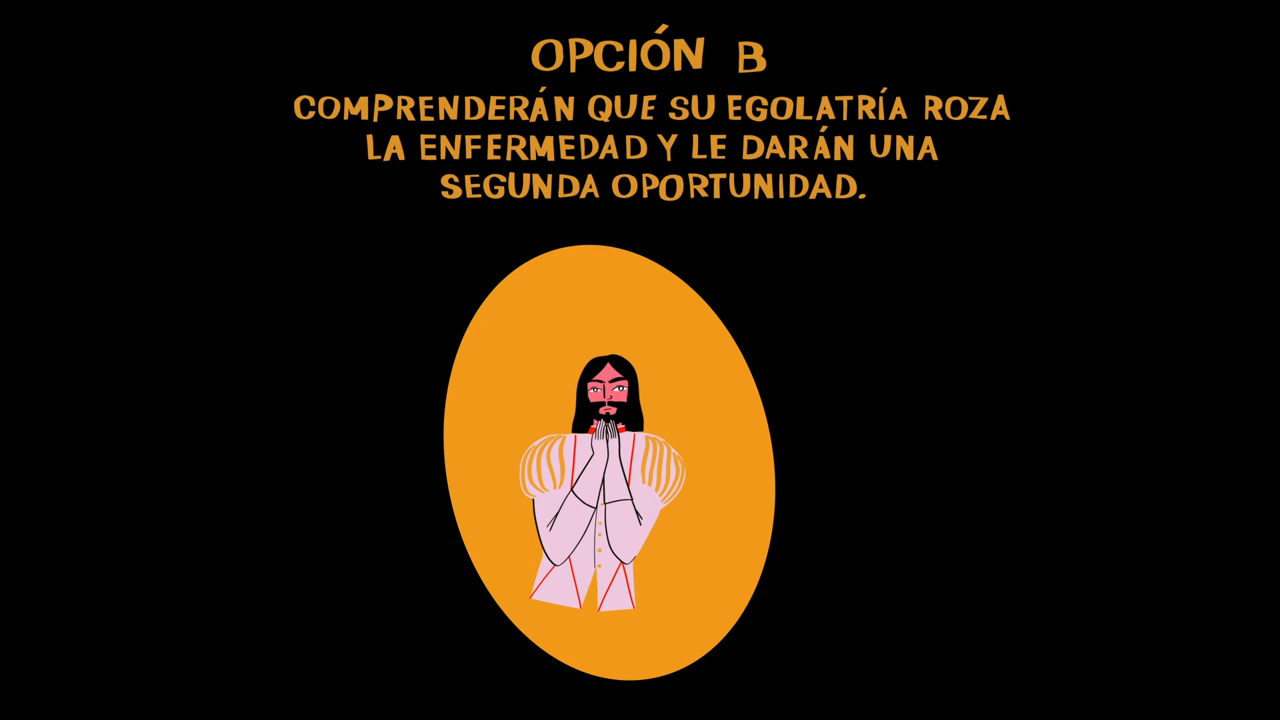 OPCIÓN B
COMPRENDERÁN QUE SU EGOLATRÍA ROZA
LA ENFERMEDAD Y LE DARÁN UNA
SEGUNDA OPORTUNIDAD.